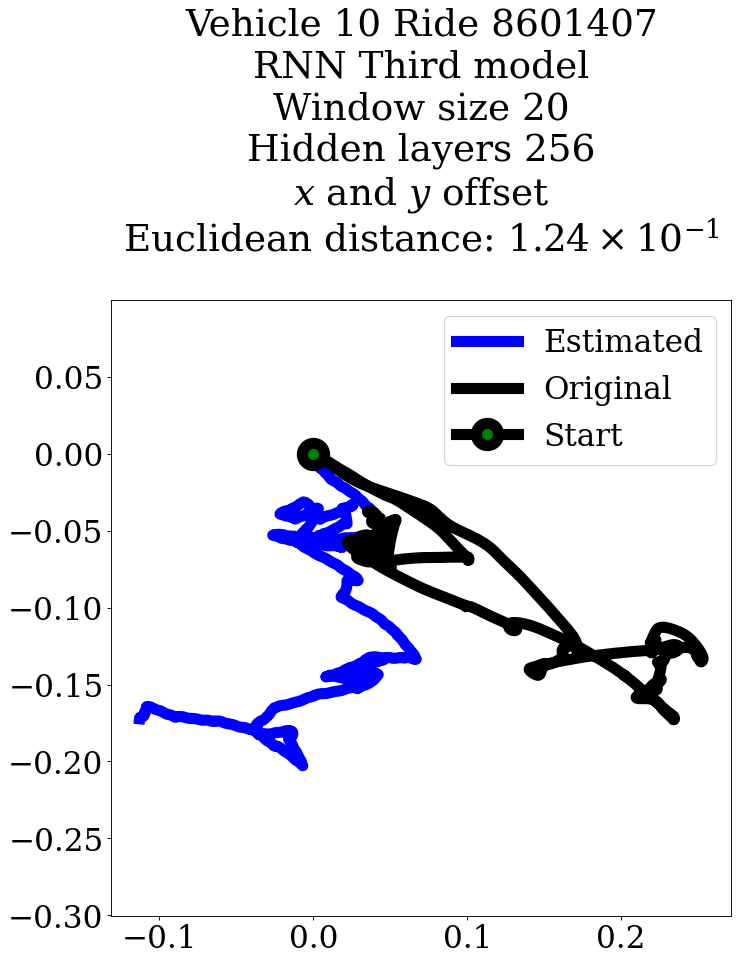 Vehicle 10 Ride 8601407
RNN Third model
Window size 20
Hidden layers 256
x and y offset
Euclidean distance: 1.24 × 10⁻¹
Estimated
Original
Start
0.05
0.00
−0.05
−0.10
−0.15
−0.20
−0.25
−0.30
−0.1 0.0 0.1 0.2